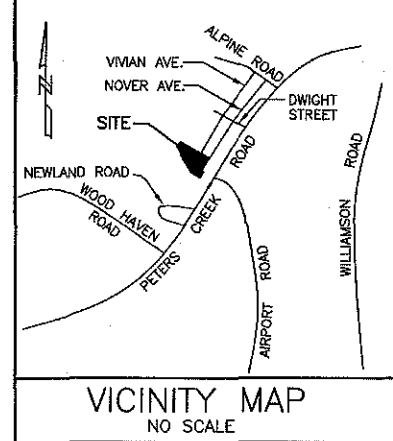 ALPINE ROAD
VIVIAN AVE.
NOVER AVE.
DWIGHT
STREET
SITE
NEWLAND ROAD
WOOD HAVEN
ROAD
PETERS CREEK ROAD
AIRPORT ROAD
WILLIAMSON ROAD
N
VICINITY MAP
NO SCALE